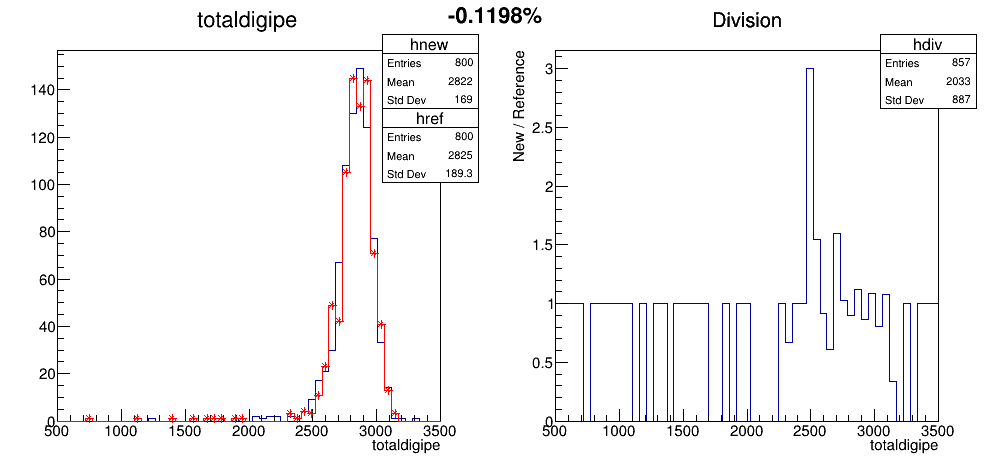 -0.1198%
totaldigipe
hnew
Entries 800
Mean 2822
Std Dev 169
href
Entries 800
Mean 2825
Std Dev 189.3
140
120
100
80
60
40
20
0
500 1000 1500 2000 2500 3000 3500
totaldigipe
Division
hdiv
Entries 857
Mean 2033
Std Dev 887
New / Reference
3
2.5
2
1.5
1
0.5
0
500 1000 1500 2000 2500 3000 3500
totaldigipe